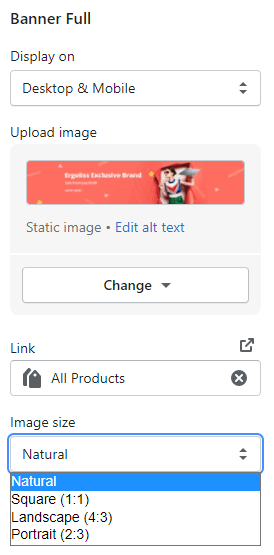 Banner Full
Display on
Desktop & Mobile
Upload image
Ergoliss Exclusive Brand
Static image • Edit alt text
Change
Link
All Products
Image size
Natural
Natural
Square (1:1)
Landscape (4:3)
Portrait (2:3)